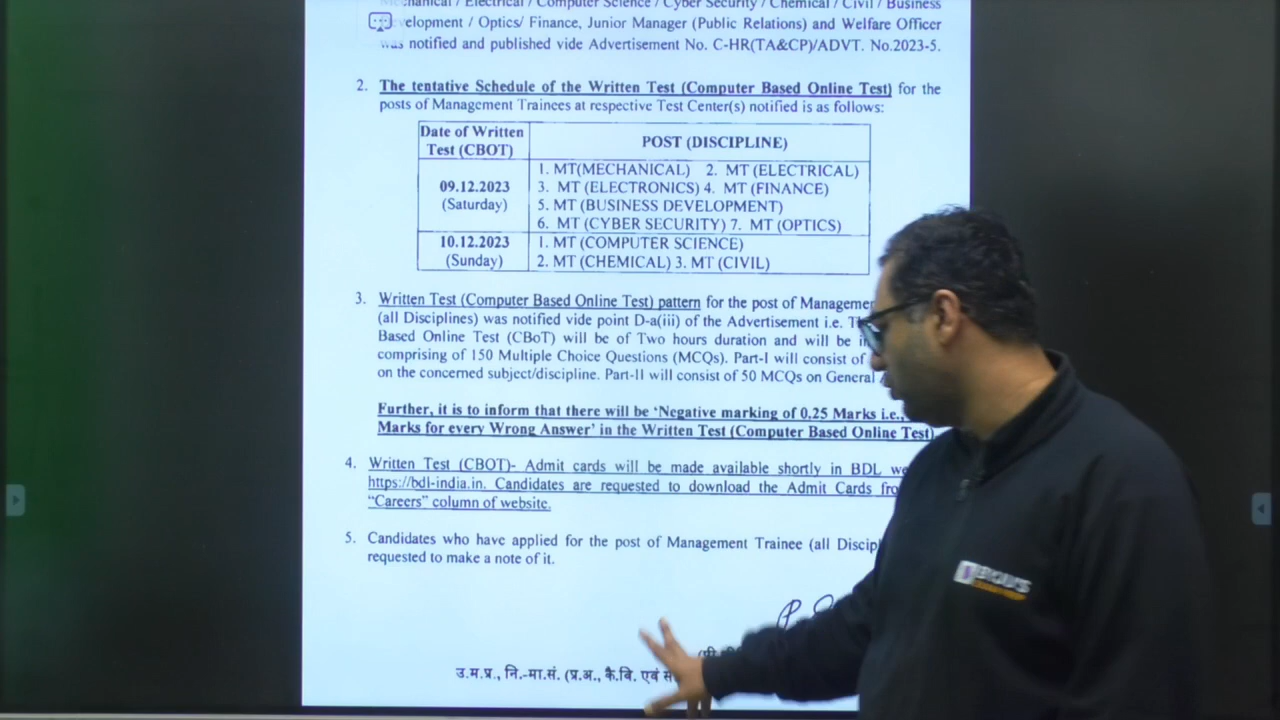 Mechanical / Electrical / Computer Science / Cyber Security / Chemical / Civil / Business
elopment / Optics/ Finance, Junior Manager (Public Relations) and Welfare Officer
was notified and published vide Advertisement No. C-HR(TA&CP)/ADVT. No.2023-5.
2. The tentative Schedule of the Written Test (Computer Based Online Test) for the
posts of Management Trainees at respective Test Center(s) notified is as follows:
Date of Written
Test (CBOT)
POST (DISCIPLINE)
09.12.2023
(Saturday)
1. MT(MECHANICAL) 2. MT (ELECTRICAL)
3. MT (ELECTRONICS) 4. MT (FINANCE)
5. MT (BUSINESS DEVELOPMENT)
6. MT (CYBER SECURITY) 7. MT (OPTICS)
10.12.2023
(Sunday)
1. MT (COMPUTER SCIENCE)
2. MT (CHEMICAL) 3. MT (CIVIL)
3. Written Test (Computer Based Online Test) pattern for the post of Managemen
(all Disciplines) was notified vide point D-a(iii) of the Advertisement i.e. T
Based Online Test (CBoT) will be of Two hours duration and will be i
comprising of 150 Multiple Choice Questions (MCQs). Part-I will consist of
on the concerned subject/discipline. Part-II will consist of 50 MCQs on General
Further, it is to inform that there will be ‘Negative marking of 0.25 Marks i.e.,
Marks for every Wrong Answer’ in the Written Test (Computer Based Online Test)
4. Written Test (CBOT)- Admit cards will be made available shortly in BDL we
https://bdl-india.in. Candidates are requested to download the Admit Cards fro
“Careers” column of website.
5. Candidates who have applied for the post of Management Trainee (all Discip
requested to make a note of it.
उ.म.प्र., नि.-मा.सं. (प्र.अ., कै.वि. एवं स